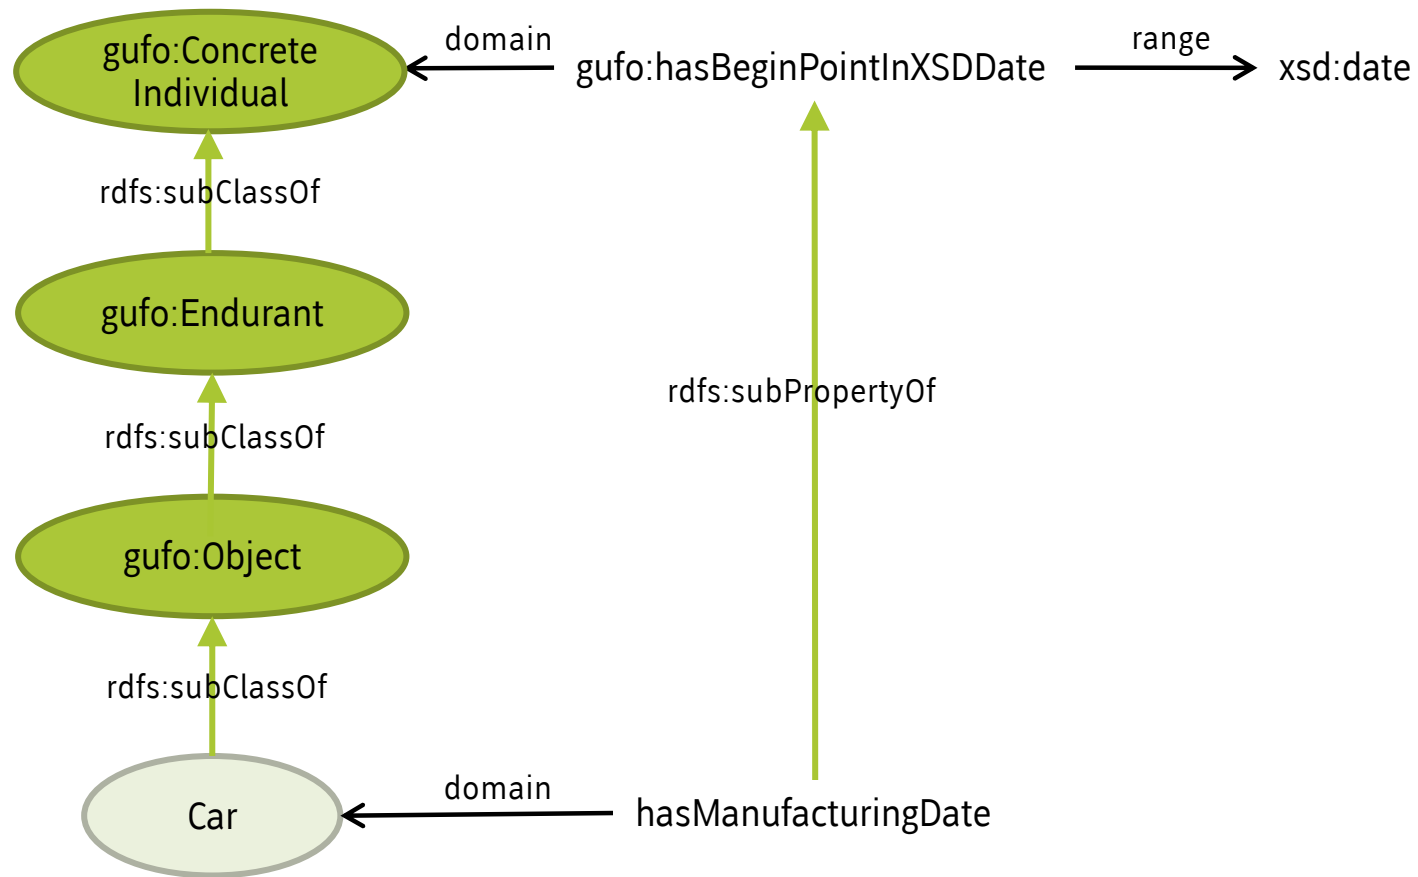 gufo:Concrete
Individual
domain
gufo:hasBeginPointInXSDDate
range
xsd:date
rdfs:subClassOf
gufo:Endurant
rdfs:subPropertyOf
rdfs:subClassOf
gufo:Object
rdfs:subClassOf
Car
domain
hasManufacturingDate